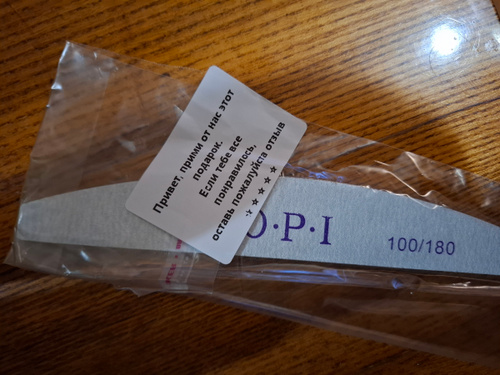 Привет, прими от нас этот
подарок.
Если тебе все
понравилось,
оставь пожалуйста отзыв
O·P·I
100/180